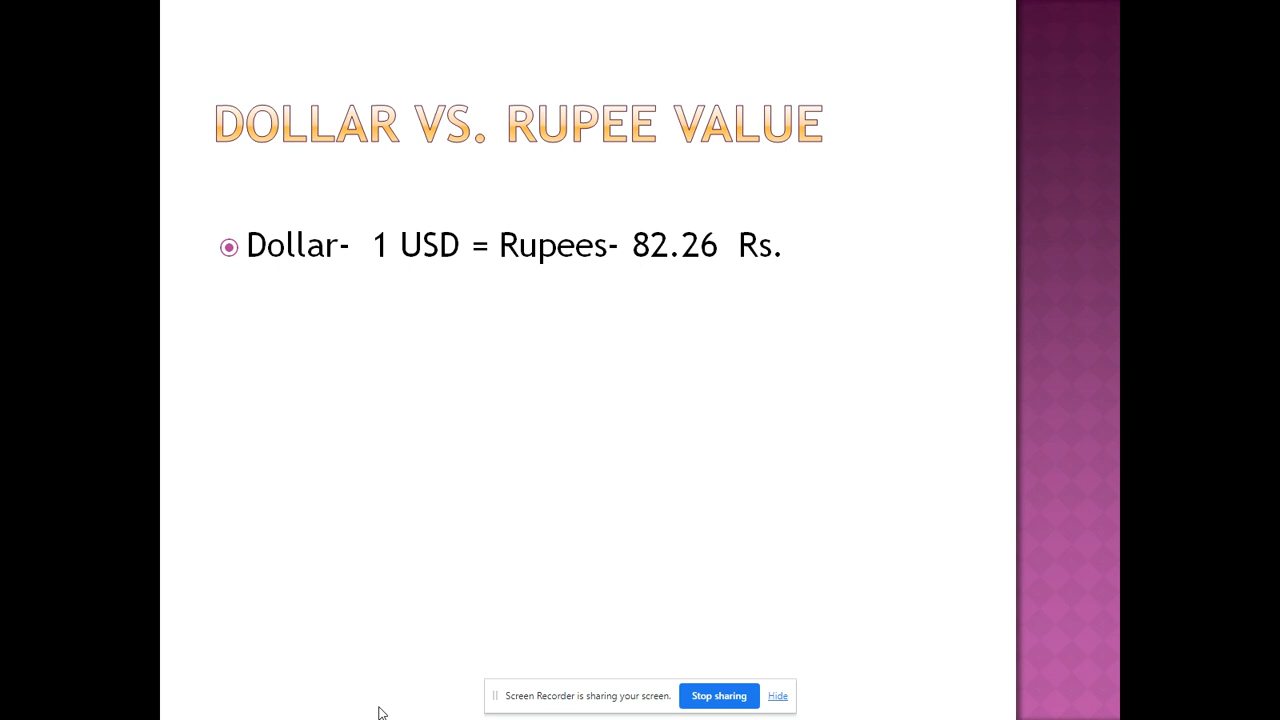 DOLLAR VS. RUPEE VALUE
Dollar- 1 USD = Rupees- 82.26 Rs.
Screen Recorder is sharing your screen. Stop sharing Hide